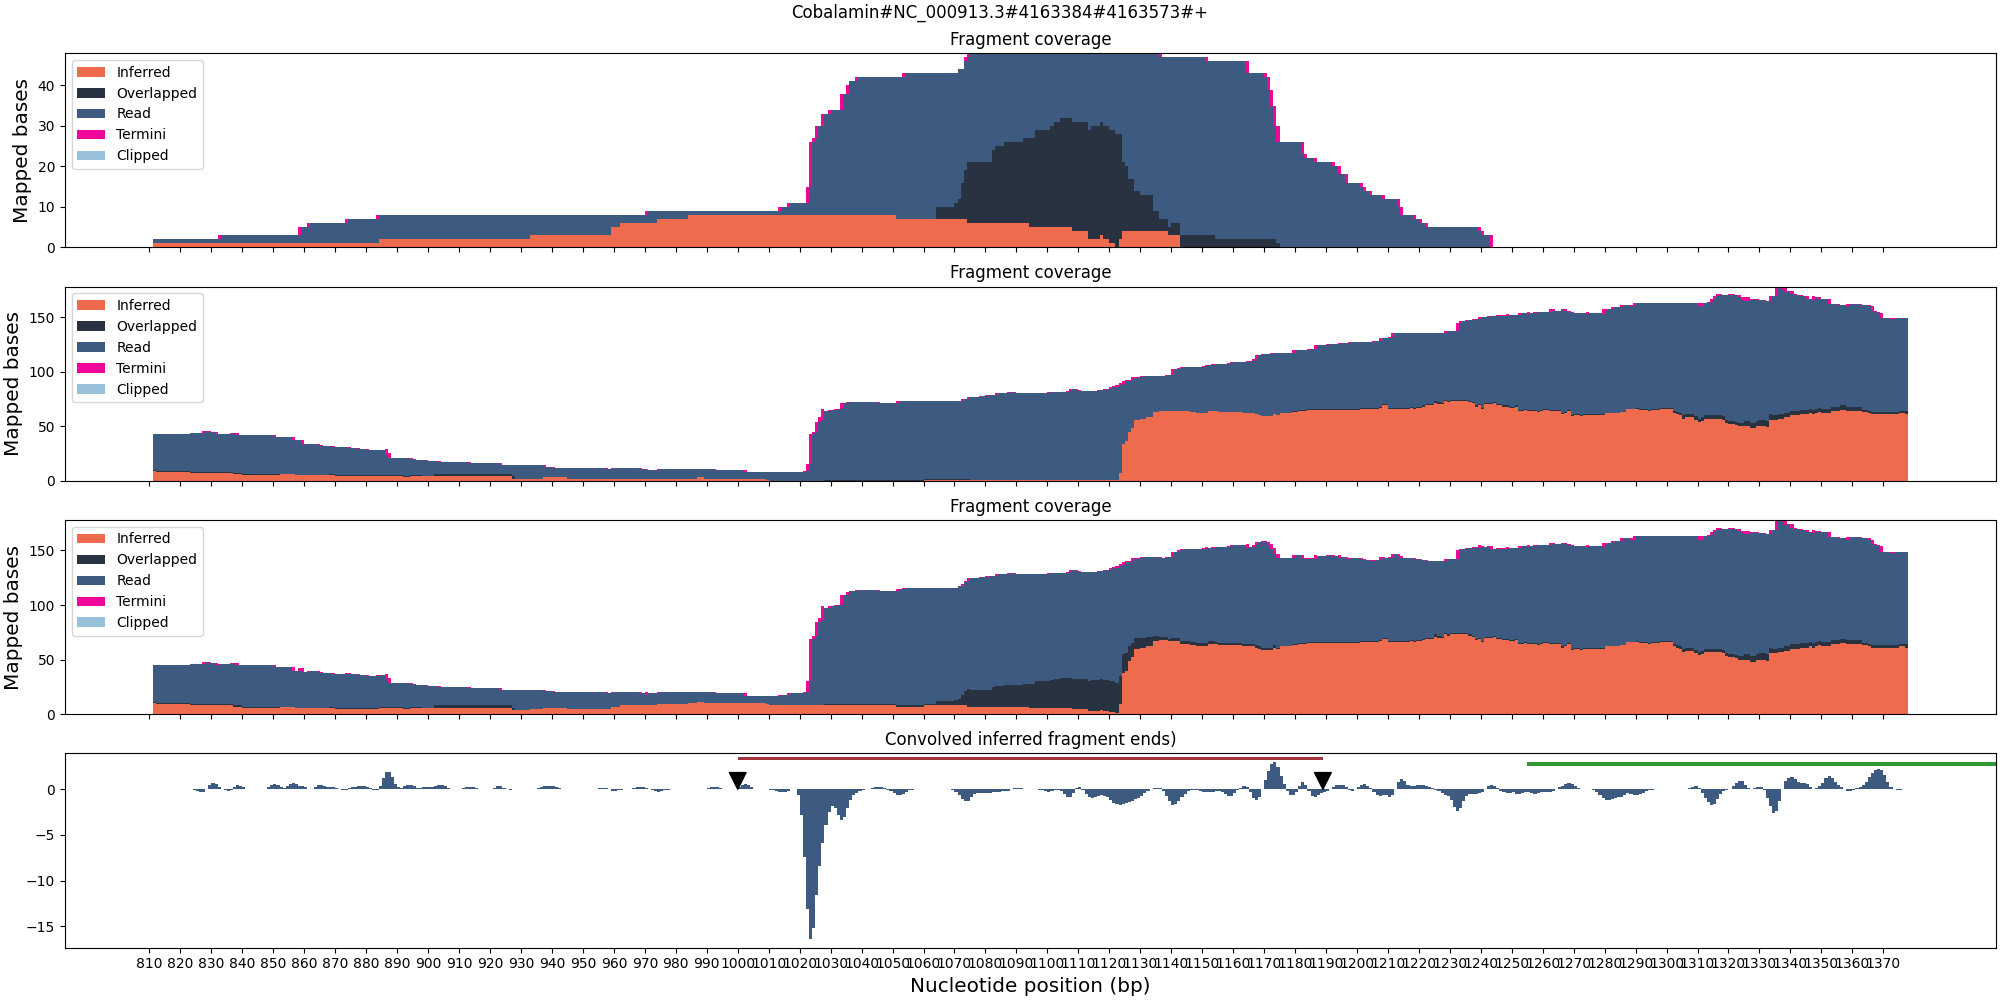 Cobalamin#NC_000913.3#4163384#4163573#+
Fragment coverage
Mapped bases
40
30
20
10
0
Inferred
Overlapped
Read
Termini
Clipped
Fragment coverage
Mapped bases
150
100
50
0
Inferred
Overlapped
Read
Termini
Clipped
Fragment coverage
Mapped bases
150
100
50
0
Inferred
Overlapped
Read
Termini
Clipped
Convolved inferred fragment ends)
0
−5
−10
−15
810 820 830 840 850 860 870 880 890 900 910 920 930 940 950 960 970 980 990 1000 1010 1020 1030 1040 1050 1060 1070 1080 1090 1100 1110 1120 1130 1140 1150 1160 1170 1180 1190 1200 1210 1220 1230 1240 1250 1260 1270 1280 1290 1300 1310 1320 1330 1340 1350 1360 1370
Nucleotide position (bp)